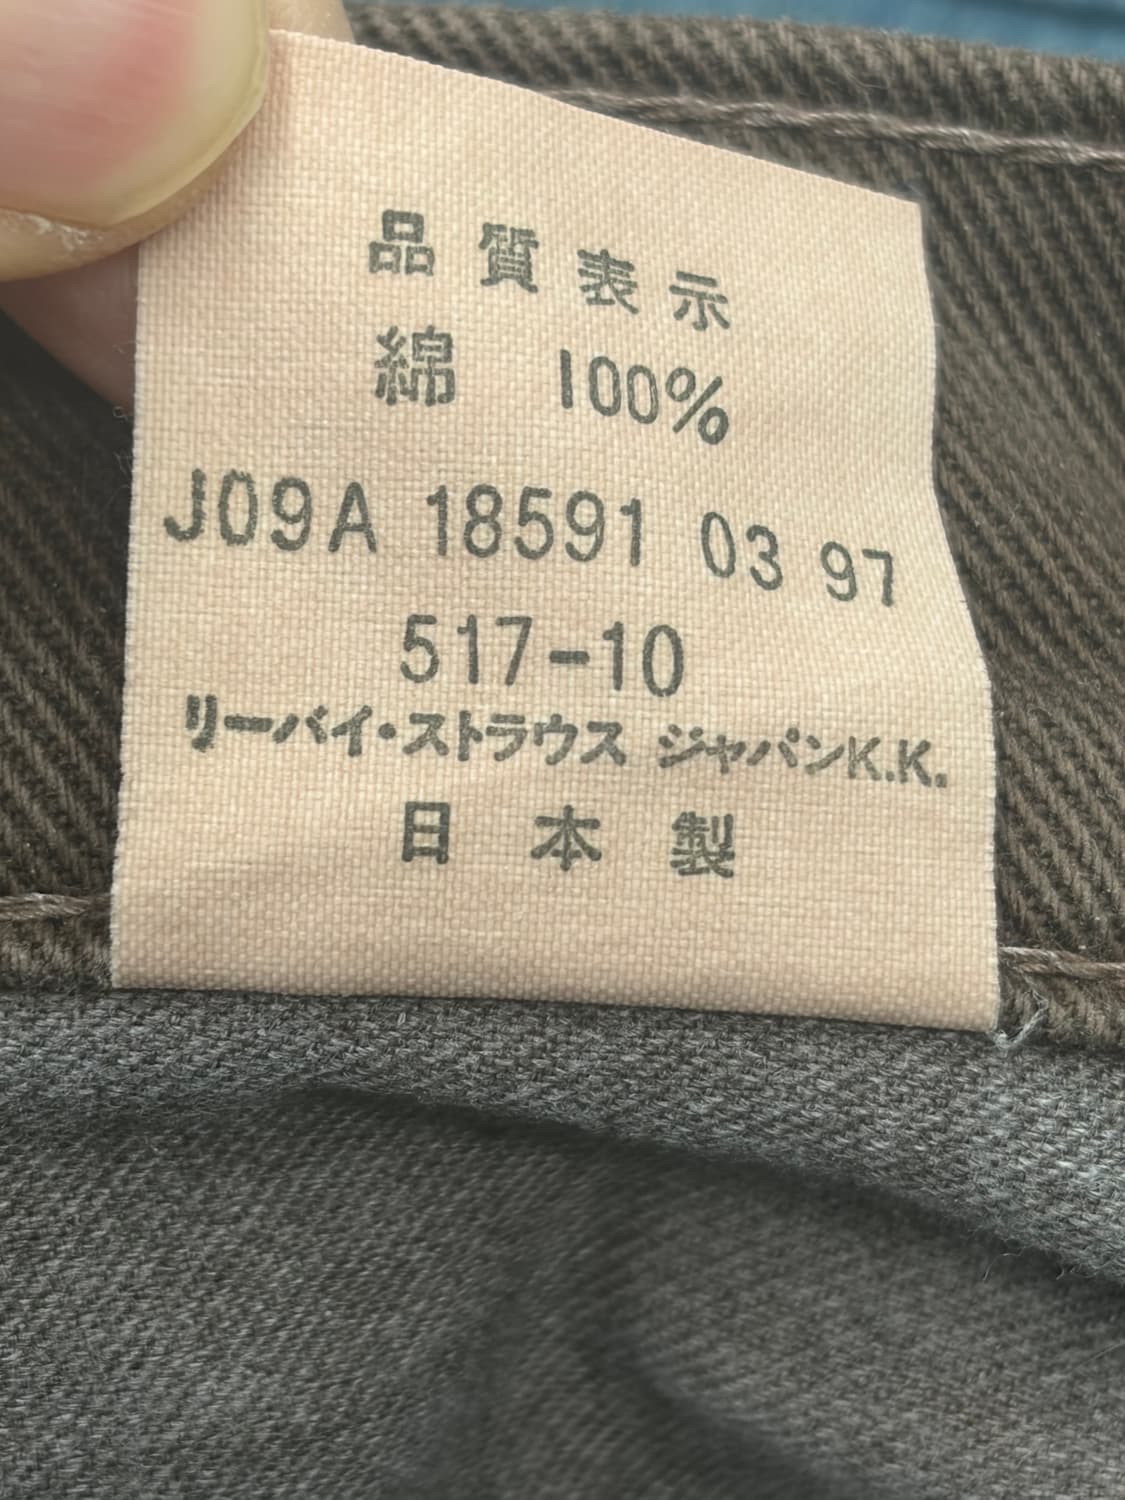 品質表示
綿 100%
J09A 18591 03 97
517-10
リーバイ・ストラウス ジャパンK.K.
日本製